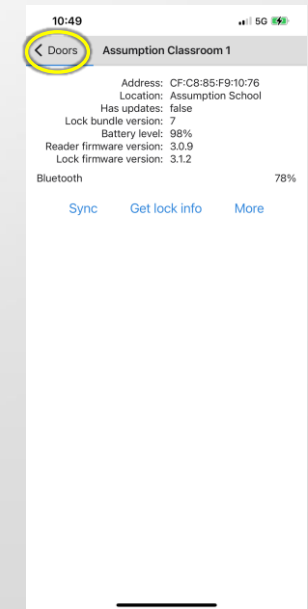 10:49 5G
Doors Assumption Classroom 1
Address: CF:C8:85:F9:10:76
Location: Assumption School
Has updates: false
Lock bundle version: 7
Battery level: 98%
Reader firmware version: 3.0.9
Lock firmware version: 3.1.2
Bluetooth 78%
Sync Get lock info More